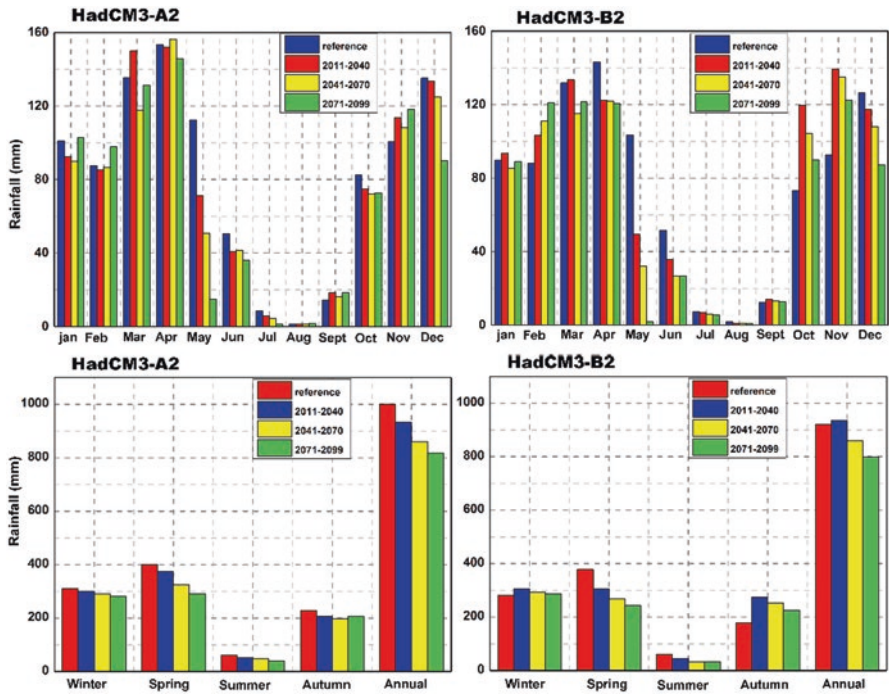 HadCM3-A2
160
120
80
40
0
Rainfall (mm)
reference
2011-2040
2041-2070
2071-2099
jan Feb Mar Apr May Jun Jul Aug Sept Oct Nov Dec
HadCM3-B2
160
120
80
40
0
reference
2011-2040
2041-2070
2071-2099
jan Feb Mar Apr May Jun Jul Aug Sept Oct Nov Dec
HadCM3-A2
1000
800
600
400
200
0
Rainfall (mm)
reference
2011-2040
2041-2070
2071-2099
Winter Spring Summer Autumn Annual
HadCM3-B2
1000
800
600
400
200
0
reference
2011-2040
2041-2070
2071-2099
Winter Spring Summer Autumn Annual